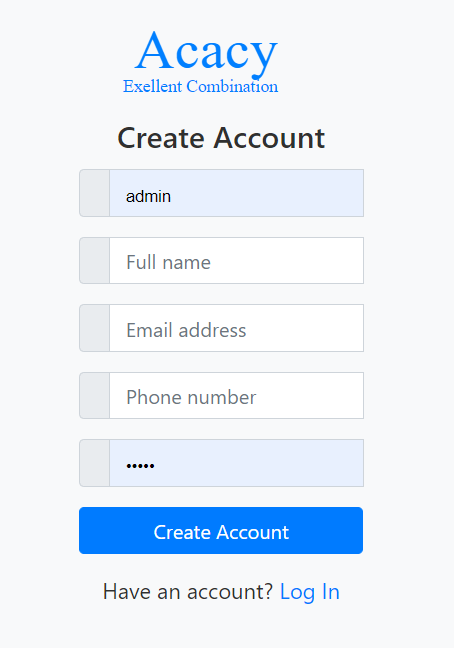 Acacy
Exellent Combination
Create Account
admin
Full name
Email address
Phone number
•••••
Create Account
Have an account? Log In